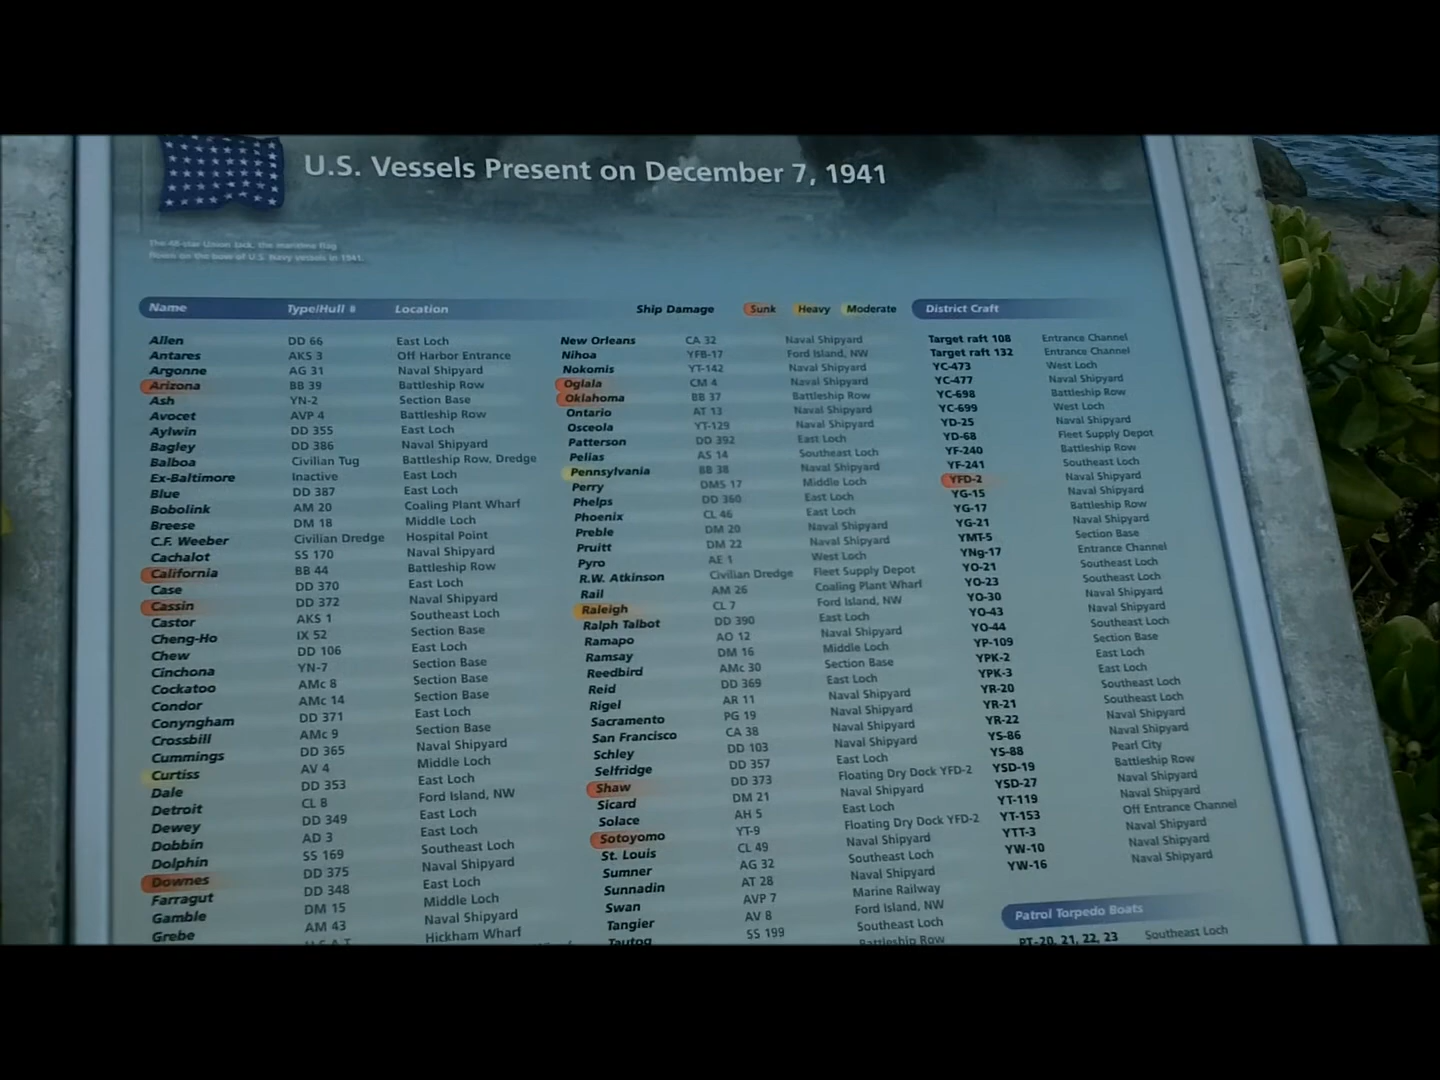 U.S. Vessels Present on December 7, 1941
The 48-star Union Jack, the maritime flag
flown on the bow of U.S. Navy vessels in 1941.
Name Type/Hull # Location
Allen DD 66 East Loch
Antares AKS 3 Off Harbor Entrance
Argonne AG 31 Naval Shipyard
Arizona BB 39 Battleship Row
Ash YN-2 Section Base
Avocet AVP 4 Battleship Row
Aylwin DD 355 East Loch
Bagley DD 386 Naval Shipyard
Balboa Civilian Tug Battleship Row, Dredge
Ex-Baltimore Inactive East Loch
Blue DD 387 East Loch
Bobolink AM 20 Coaling Plant Wharf
Breese DM 18 Middle Loch
C.F. Weeber Civilian Dredge Hospital Point
Cachalot SS 170 Naval Shipyard
California BB 44 Battleship Row
Case DD 370 East Loch
Cassin DD 372 Naval Shipyard
Castor AKS 1 Southeast Loch
Cheng-Ho IX 52 Section Base
Chew DD 106 East Loch
Cinchona YN-7 Section Base
Cockatoo AMc 8 Section Base
Condor AMc 14 Section Base
Conyngham DD 371 East Loch
Crossbill AMc 9 Section Base
Cummings DD 365 Naval Shipyard
Curtiss AV 4 Middle Loch
Dale DD 353 East Loch
Detroit CL 8 Ford Island, NW
Dewey DD 349 East Loch
Dobbin AD 3 East Loch
Dolphin SS 169 Southeast Loch
Downes DD 375 Naval Shipyard
Farragut DD 348 East Loch
Gamble DM 15 Middle Loch
Grebe AM 43 Naval Shipyard
Hickham Wharf
Ship Damage Sunk Heavy Moderate
New Orleans CA 32 Naval Shipyard
Nihoa YFB-17 Ford Island, NW
Nokomis YT-142 Naval Shipyard
Oglala CM 4 Naval Shipyard
Oklahoma BB 37 Battleship Row
Ontario AT 13 Naval Shipyard
Osceola YT-129 Naval Shipyard
Patterson DD 392 East Loch
Pelias AS 14 Southeast Loch
Pennsylvania BB 38 Naval Shipyard
Perry DMS 17 Middle Loch
Phelps DD 360 East Loch
Phoenix CL 46 East Loch
Preble DM 20 Naval Shipyard
Pruitt DM 22 Naval Shipyard
Pyro AE 1 West Loch
R.W. Atkinson Civilian Dredge Fleet Supply Depot
Rail AM 26 Coaling Plant Wharf
Raleigh CL 7 Ford Island, NW
Ralph Talbot DD 390 East Loch
Ramapo AO 12 Naval Shipyard
Ramsay DM 16 Middle Loch
Reedbird AMc 30 Section Base
Reid DD 369 East Loch
Rigel AR 11 Naval Shipyard
Sacramento PG 19 Naval Shipyard
San Francisco CA 38 Naval Shipyard
Schley DD 103 Naval Shipyard
Selfridge DD 357 East Loch
Shaw DD 373 Floating Dry Dock YFD-2
Sicard DM 21 Naval Shipyard
Solace AH 5 East Loch
Sotoyomo YT-9 Floating Dry Dock YFD-2
St. Louis CL 49 Naval Shipyard
Sumner AG 32 Southeast Loch
Sunnadin AT 28 Naval Shipyard
Swan AVP 7 Marine Railway
Tangier AV 8 Ford Island, NW
Tautog SS 199 Southeast Loch
Battleship Row
District Craft
Target raft 108 Entrance Channel
Target raft 132 Entrance Channel
YC-473 West Loch
YC-477 Naval Shipyard
YC-698 Battleship Row
YC-699 West Loch
YD-25 Naval Shipyard
YD-68 Fleet Supply Depot
YF-240 Battleship Row
YF-241 Southeast Loch
YFD-2 Naval Shipyard
YG-15 Naval Shipyard
YG-17 Battleship Row
YG-21 Naval Shipyard
YMT-5 Section Base
YNg-17 Entrance Channel
YO-21 Southeast Loch
YO-23 Southeast Loch
YO-30 Naval Shipyard
YO-43 Naval Shipyard
YO-44 Southeast Loch
YP-109 Section Base
YPK-2 East Loch
YPK-3 East Loch
YR-20 Southeast Loch
YR-21 Southeast Loch
YR-22 Naval Shipyard
YS-86 Naval Shipyard
YS-88 Pearl City
YSD-19 Battleship Row
YSD-27 Naval Shipyard
YT-119 Naval Shipyard
YT-153 Off Entrance Channel
YTT-3 Naval Shipyard
YW-10 Naval Shipyard
YW-16 Naval Shipyard
Patrol Torpedo Boats
PT-20, 21, 22, 23 Southeast Loch